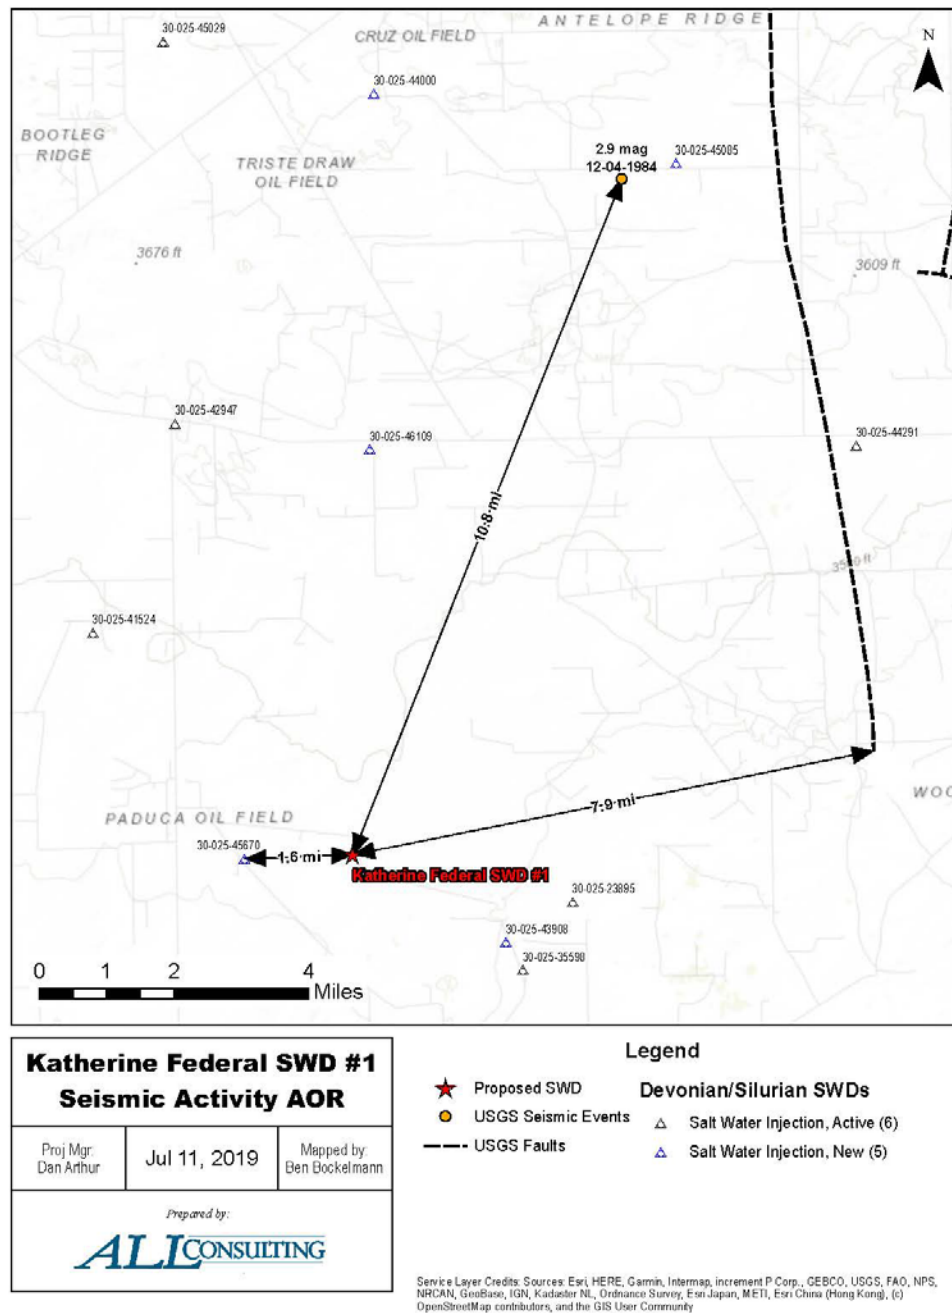 ANTELOPE RIDGE
30-025-45029
CRUZ OIL FIELD
N
30-025-44000
BOOTLEG
RIDGE
TRISTE DRAW
OIL FIELD
2.9 mag
12-04-1984
30-025-45085
3676 ft
3609 ft
30-025-42947
30-025-46109
30-025-44291
10.8 mi
30-025-41524
7.9 mi
WOO
PADUCA OIL FIELD
30-025-45670
1.6 mi
Katherine Federal SWD #1
30-025-23895
30-025-43908
30-025-35598
0 1 2 4
Miles
Katherine Federal SWD #1
Seismic Activity AOR
Proj Mgr:
Dan Arthur
Jul 11, 2019
Mapped by:
Ben Bockelmann
Prepared by:
ALL CONSULTING
Legend
Proposed SWD
USGS Seismic Events
USGS Faults
Devonian/Silurian SWDs
Salt Water Injection, Active (6)
Salt Water Injection, New (5)
Service Layer Credits: Sources: Esri, HERE, Garmin, Intermap, increment P Corp., GEBCO, USGS, FAO, NPS,
NRCAN, GeoBase, IGN, Kadaster NL, Ordnance Survey, Esri Japan, METI, Esri China (Hong Kong), (c)
OpenStreetMap contributors, and the GIS User Community